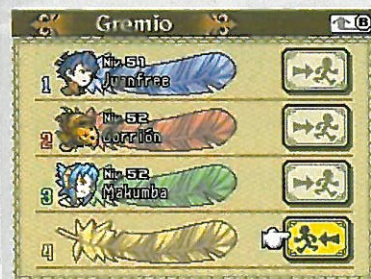 Gremio
B
1 Niv. 51
Juanfree
2 Niv. 52
Gorrión
3 Niv. 52
Makumba
4